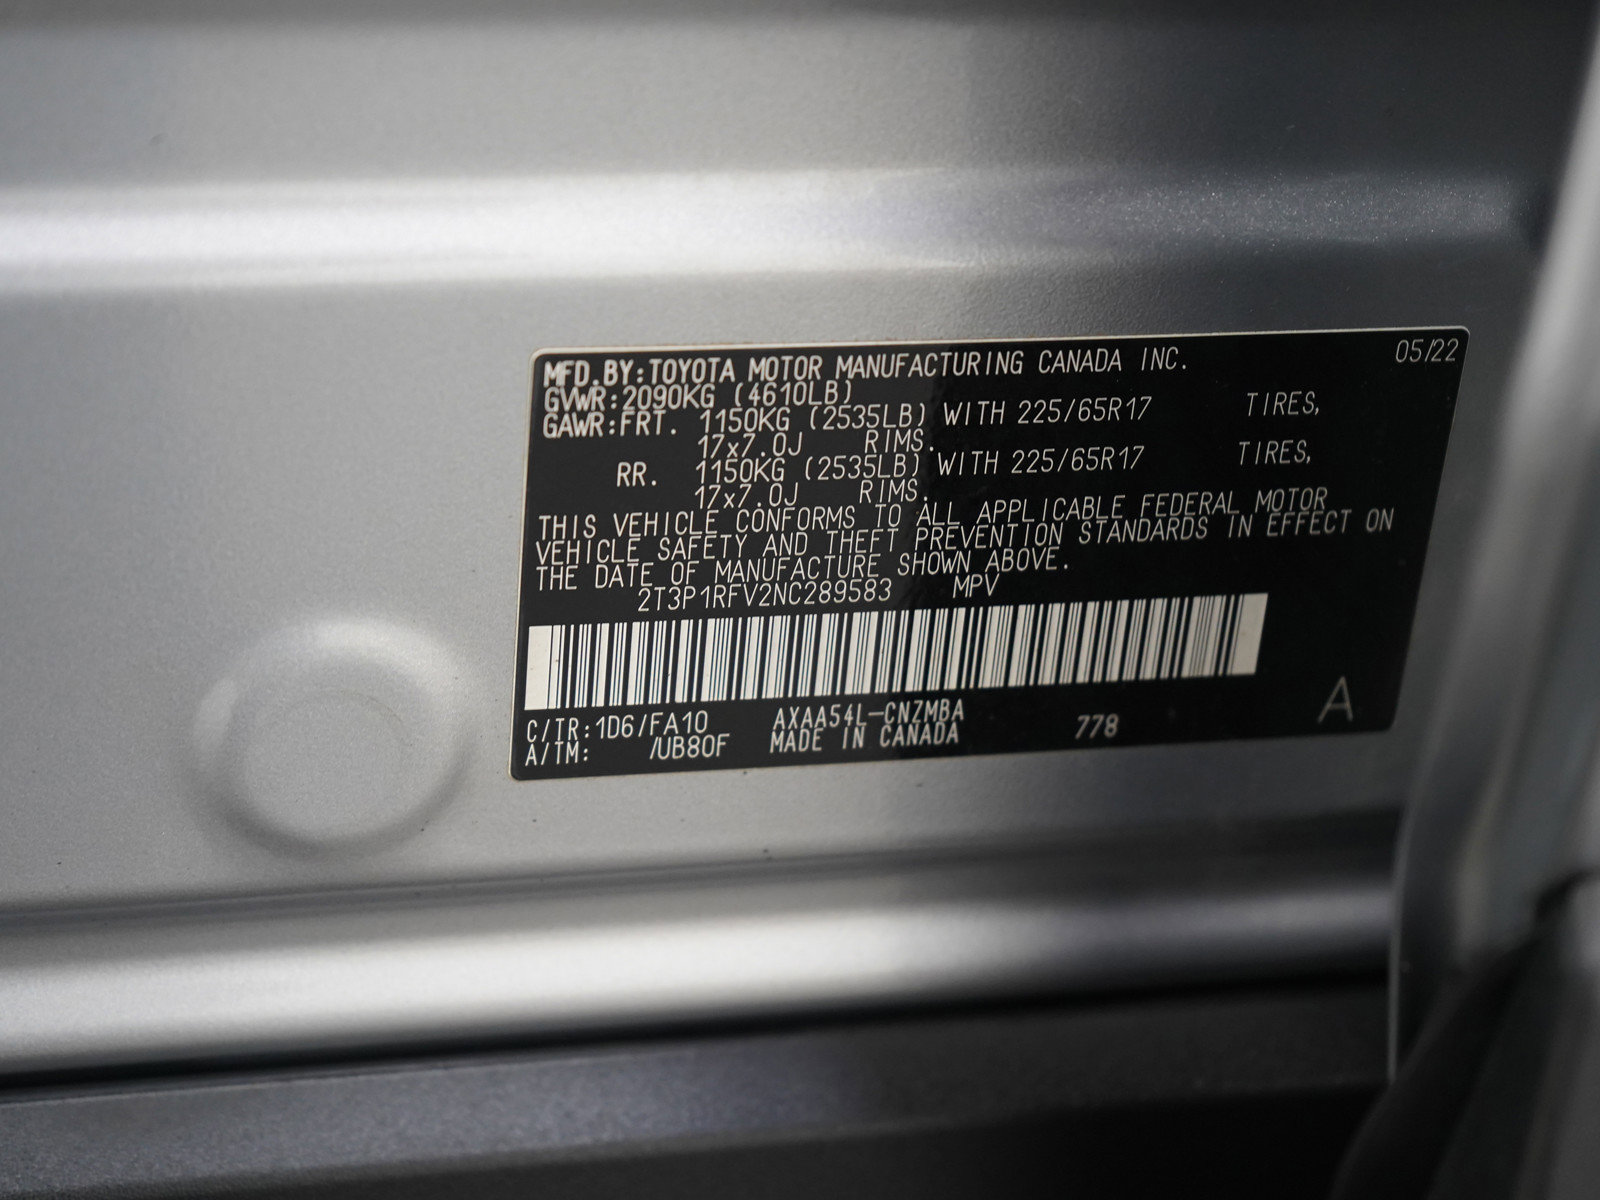 MFD.BY:TOYOTA MOTOR MANUFACTURING CANADA INC. 05/22
GVWR:2090KG (4610LB)
GAWR:FRT. 1150KG (2535LB) WITH 225/65R17 TIRES,
17x7.0J RIMS.
RR. 1150KG (2535LB) WITH 225/65R17 TIRES,
17x7.0J RIMS.
THIS VEHICLE CONFORMS TO ALL APPLICABLE FEDERAL MOTOR
VEHICLE SAFETY AND THEFT PREVENTION STANDARDS IN EFFECT ON
THE DATE OF MANUFACTURE SHOWN ABOVE.
2T3P1RFV2NC289583 MPV
C/TR:1D6/FA10 AXAA54L-CNZMBA 778 A
A/TM: /UB80F MADE IN CANADA